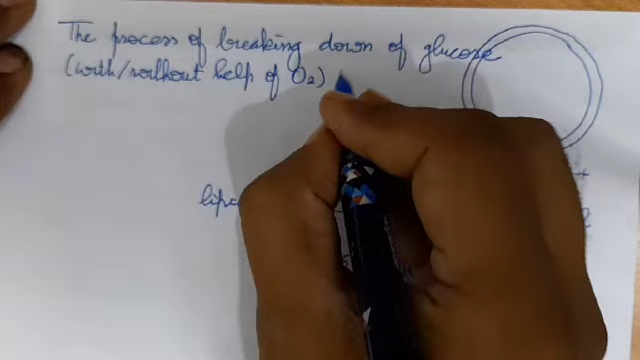 The process of breaking down of glucose
(with/without help of O₂)